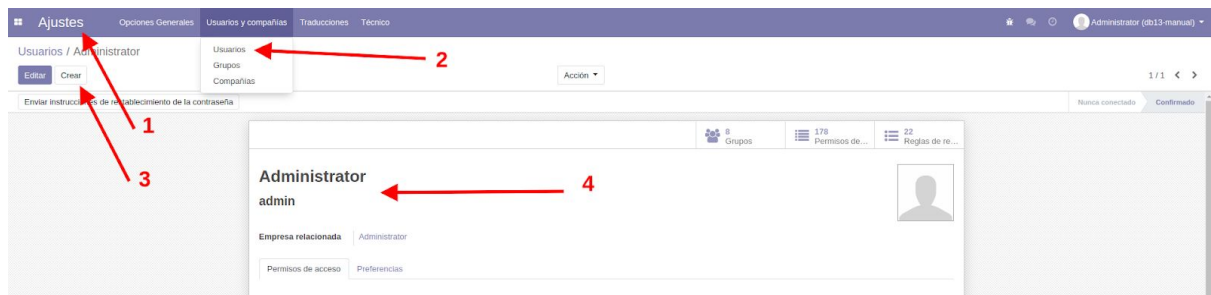 Ajustes Opciones Generales Usuarios y compañías Traducciones Técnico Administrator (db13-manual)
Usuarios / Administrator
Usuarios
Grupos
Compañías
2
Editar Crear Acción 1 / 1
Enviar instrucciones de restablecimiento de la contraseña Nunca conectado Confirmado
1
8 Grupos
178 Permisos de...
22 Reglas de re...
3
Administrator
4
admin
Empresa relacionada Administrator
Permisos de acceso Preferencias